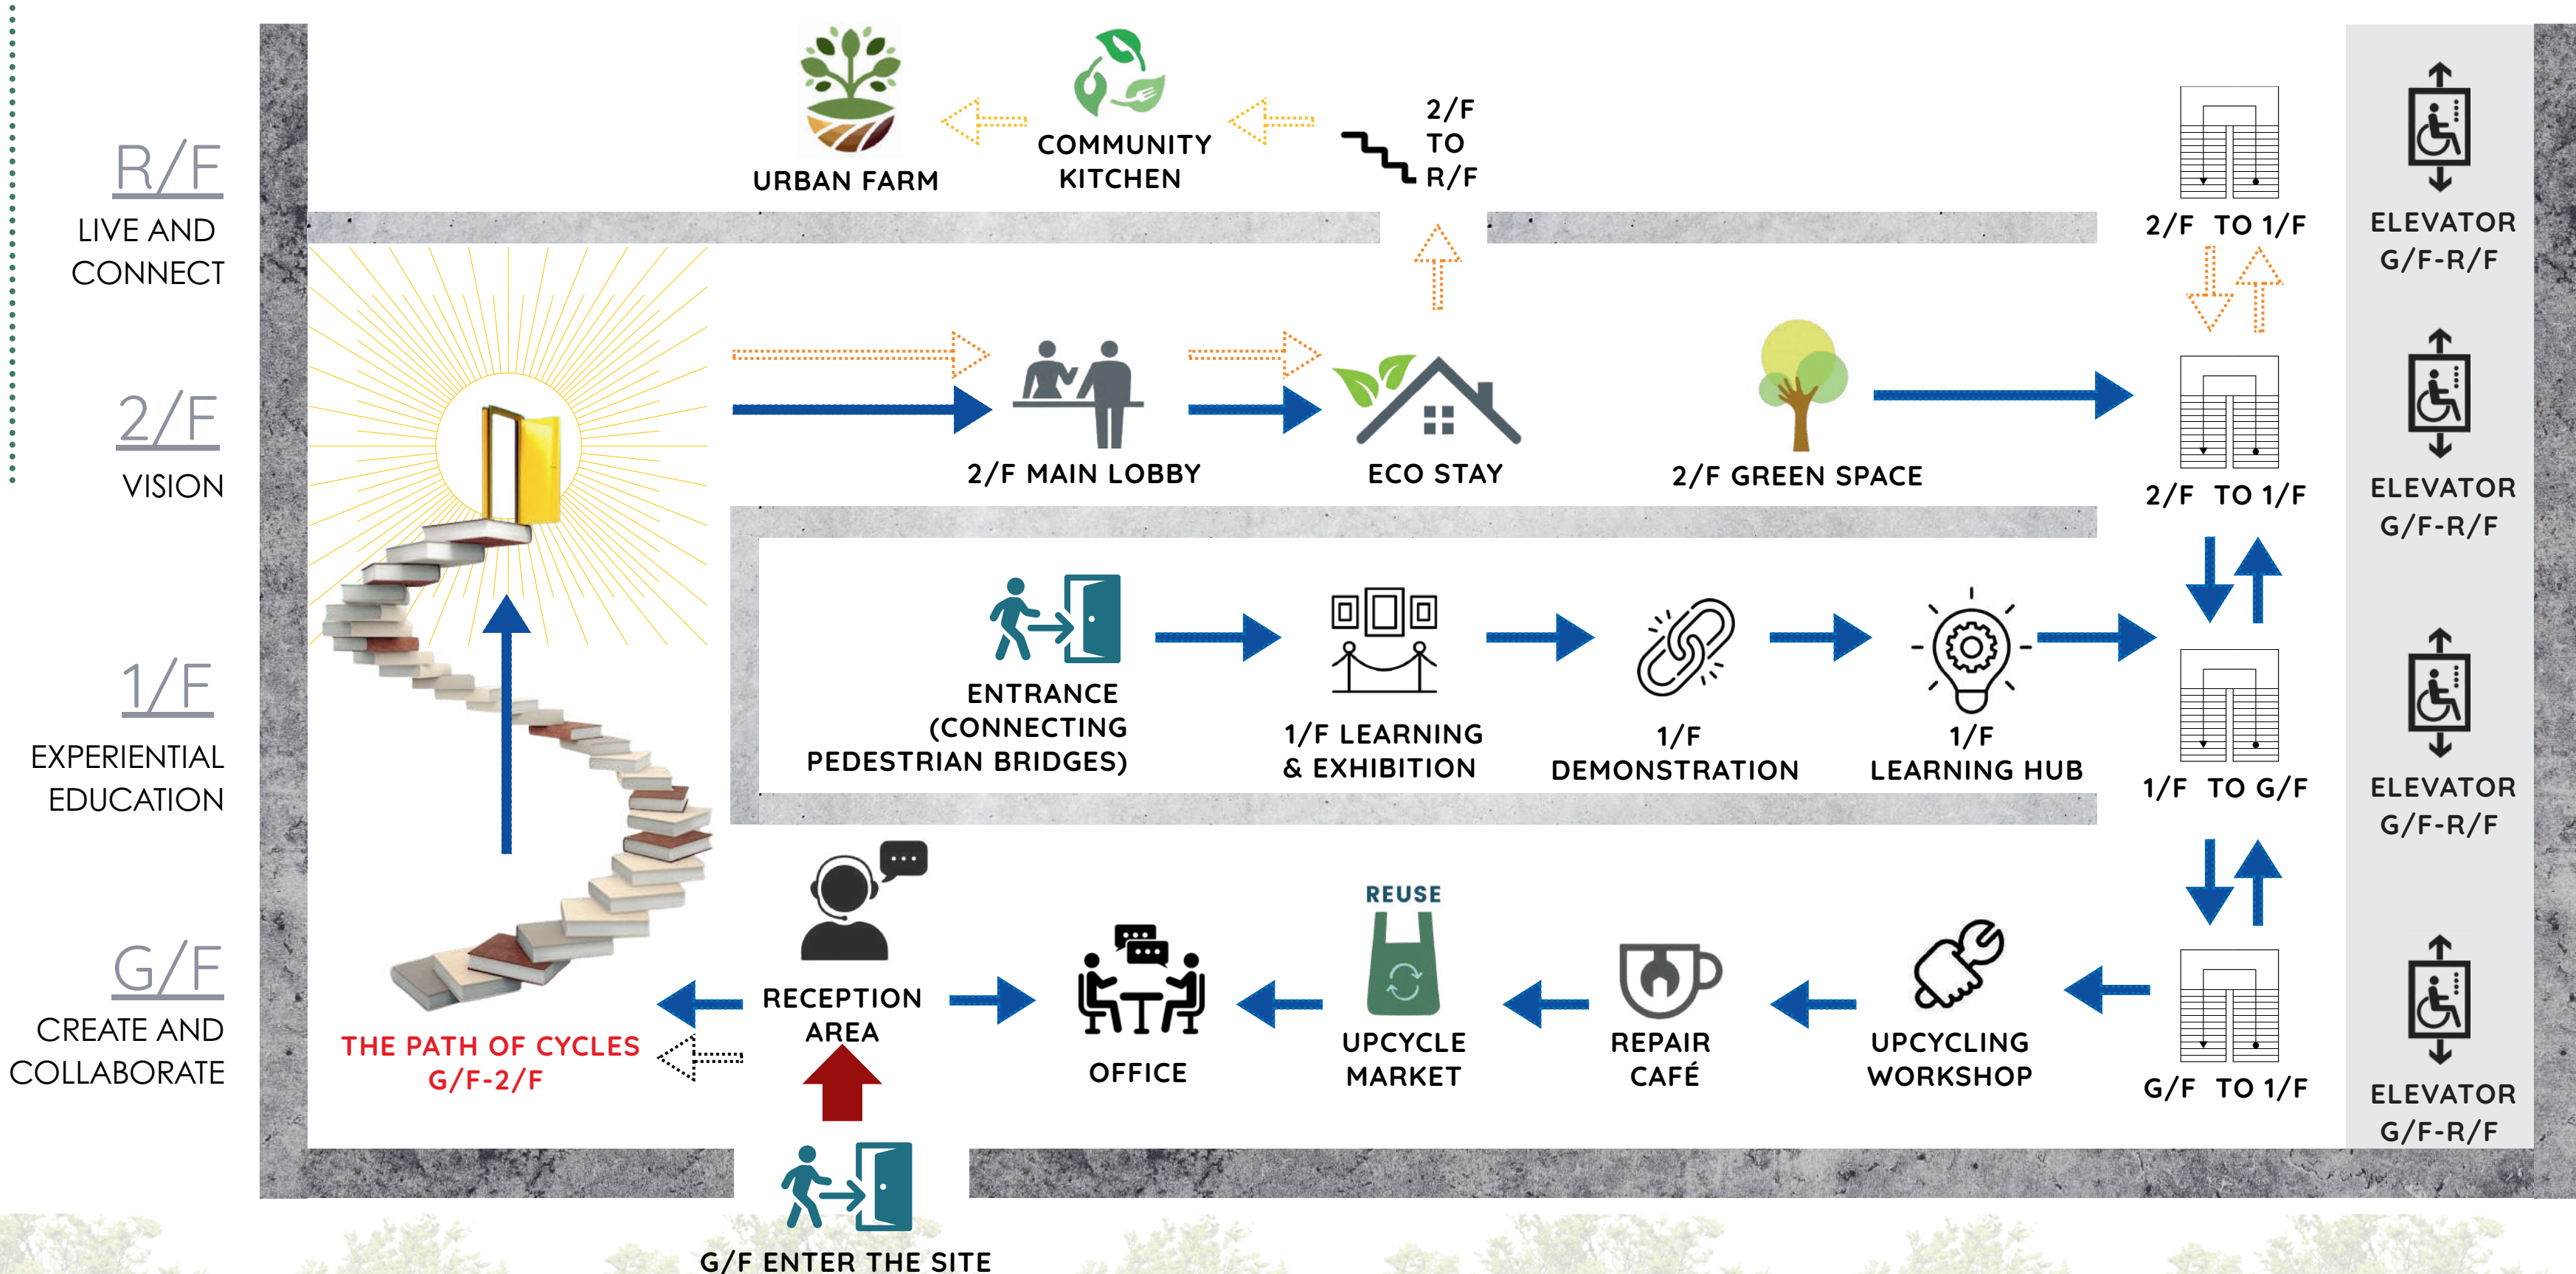 R/F
LIVE AND
CONNECT
URBAN FARM
COMMUNITY
KITCHEN
2/F
TO
R/F
2/F TO 1/F
ELEVATOR
G/F-R/F
2/F
VISION
2/F MAIN LOBBY
ECO STAY
2/F GREEN SPACE
2/F TO 1/F
ELEVATOR
G/F-R/F
1/F
EXPERIENTIAL
EDUCATION
ENTRANCE
(CONNECTING
PEDESTRIAN BRIDGES)
1/F LEARNING
& EXHIBITION
1/F
DEMONSTRATION
1/F
LEARNING HUB
1/F TO G/F
ELEVATOR
G/F-R/F
G/F
CREATE AND
COLLABORATE
THE PATH OF CYCLES
G/F-2/F
RECEPTION
AREA
OFFICE
REUSE
UPCYCLE
MARKET
REPAIR
CAFÉ
UPCYCLING
WORKSHOP
G/F TO 1/F
ELEVATOR
G/F-R/F
G/F ENTER THE SITE